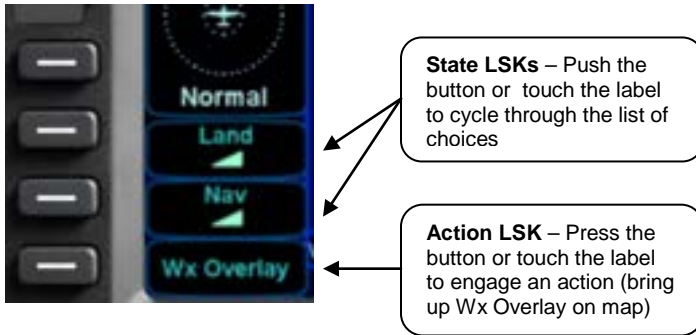 Normal
Land
Nav
Wx Overlay
State LSKs – Push the
button or touch the label
to cycle through the list of
choices
Action LSK – Press the
button or touch the label
to engage an action (bring
up Wx Overlay on map)